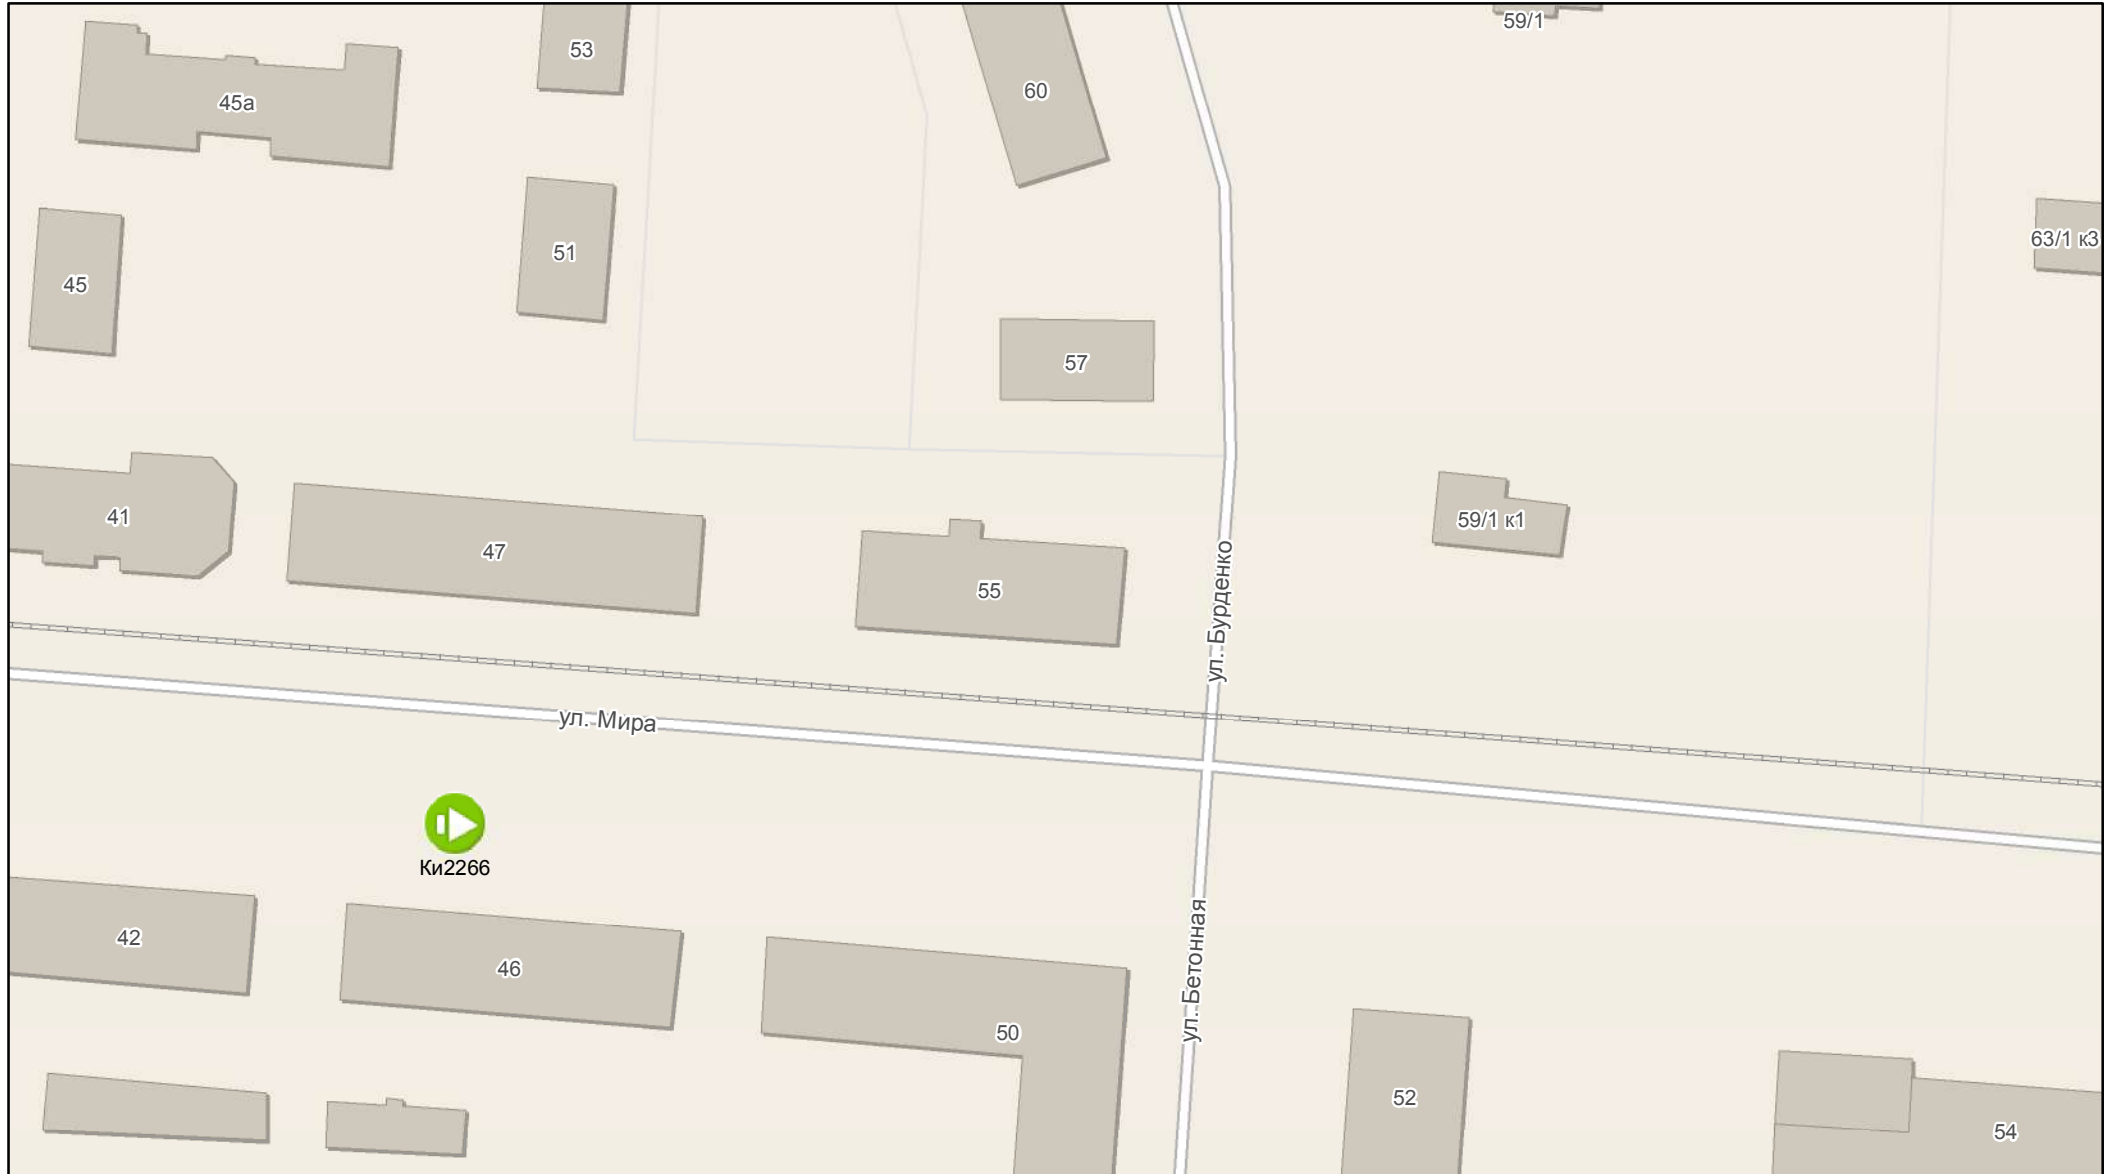 59/1
53
60
45а
63/1 к3
51
45
57
41
59/1 к1
47
55
ул. Бурденко
ул. Мира
Ки2266
42
46
ул. Бетонная
50
52
54